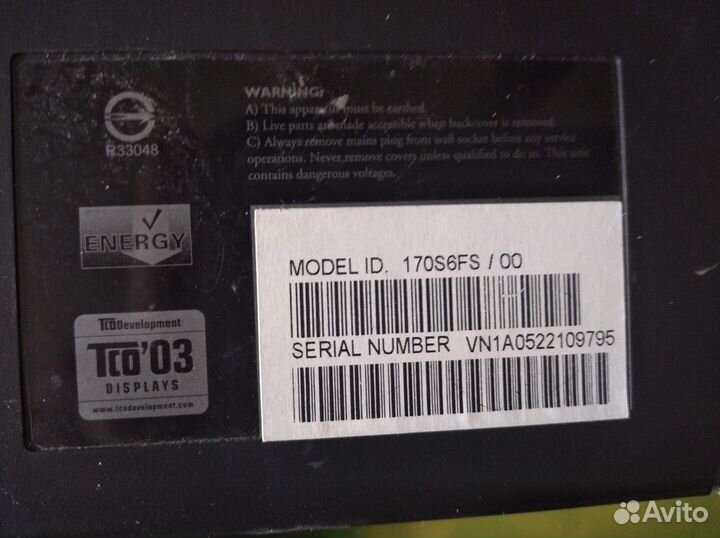 R33048
ENERGY
TCODevelopment
TCO'03
DISPLAYS
www.tcodevelopment.com
WARNING:
A) This apparatus must be earthed.
B) Live parts are made accessible when backcover is removed.
C) Always remove mains plug from wall socket before any service
operations. Never remove covers unless qualified to do so. This unit
contains dangerous voltages.
MODEL ID. 170S6FS / 00
SERIAL NUMBER VN1A0522109795
Avito